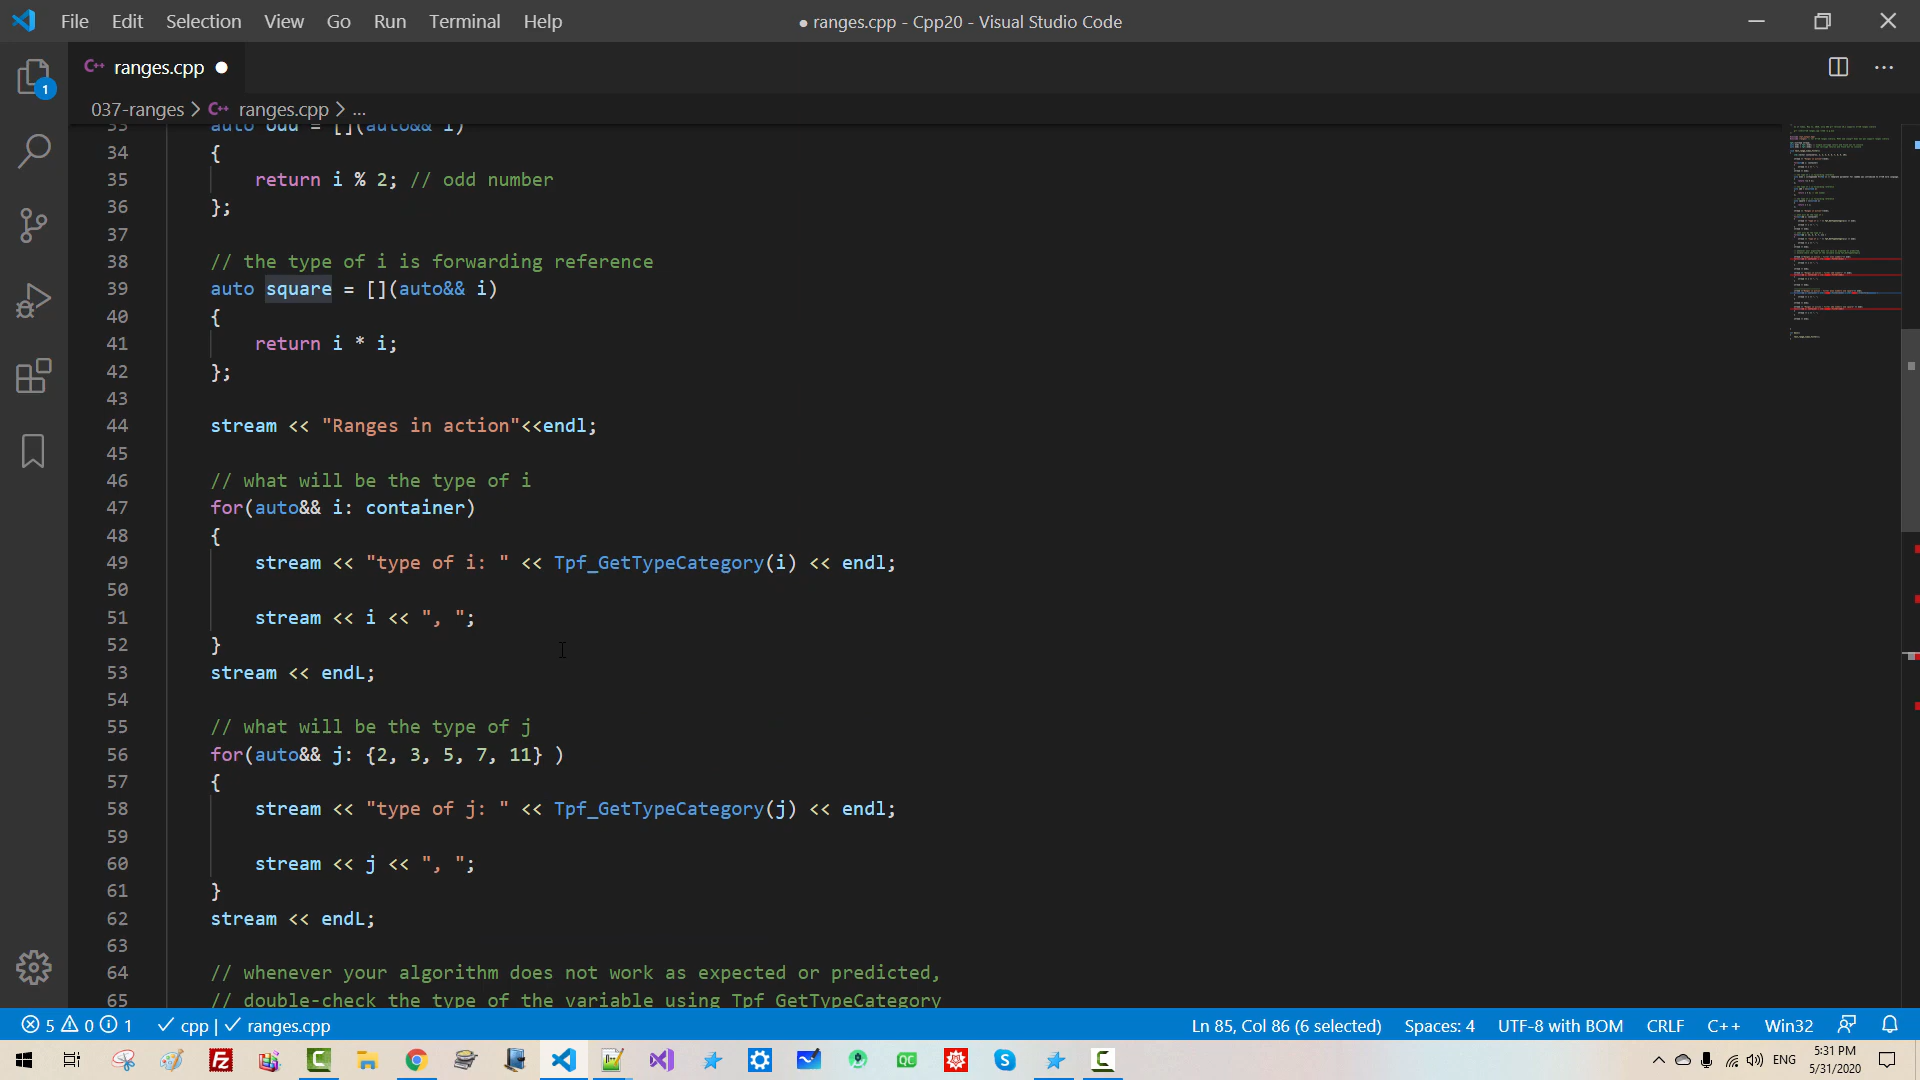 File Edit Selection View Go Run Terminal Help
● ranges.cpp - Cpp20 - Visual Studio Code
C++ ranges.cpp ●
037-ranges > C++ ranges.cpp > ...
1
33 auto odd = [](auto&& i)
34 {
35 return i % 2; // odd number
36 };
37
38 // the type of i is forwarding reference
39 auto square = [](auto&& i)
40 {
41 return i * i;
42 };
43
44 stream << "Ranges in action"<<endl;
45
46 // what will be the type of i
47 for(auto&& i: container)
48 {
49 stream << "type of i: " << Tpf_GetTypeCategory(i) << endl;
50
51 stream << i << ", ";
52 }
53 stream << endL;
54
55 // what will be the type of j
56 for(auto&& j: {2, 3, 5, 7, 11} )
57 {
58 stream << "type of j: " << Tpf_GetTypeCategory(j) << endl;
59
60 stream << j << ", ";
61 }
62 stream << endL;
63
64 // whenever your algorithm does not work as expected or predicted,
65 // double-check the type of the variable using Tpf_GetTypeCategory
5 0 1 cpp | ranges.cpp
Ln 85, Col 86 (6 selected) Spaces: 4 UTF-8 with BOM CRLF C++ Win32
ENG
5:31 PM
5/31/2020